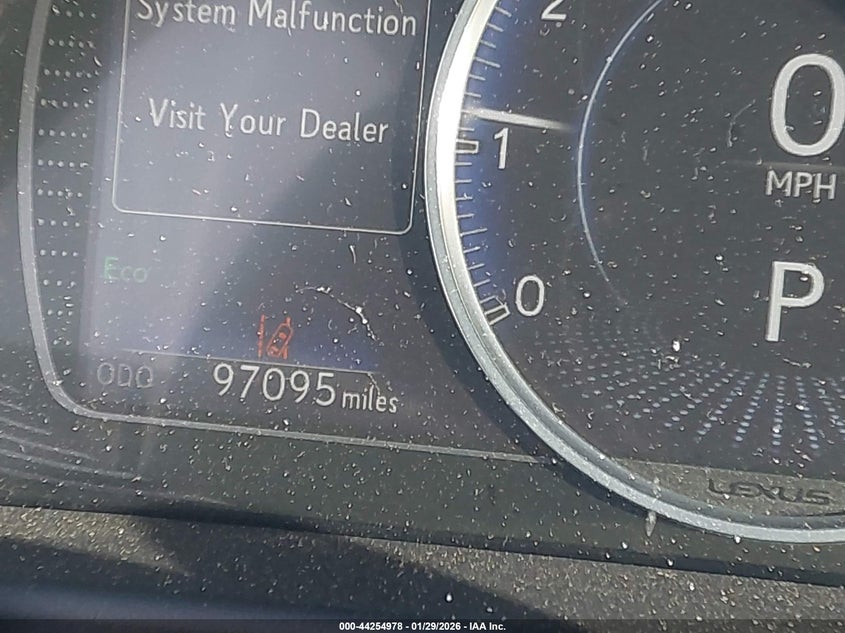 System Malfunction
Visit Your Dealer
2
1
0
0
MPH
P
Eco
ODO 97095 miles
LEXUS
000-44254978 - 01/29/2026 - IAA Inc.